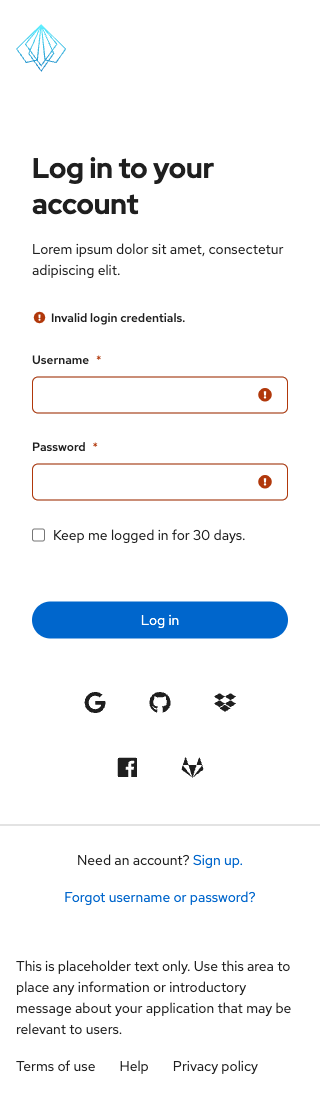 Log in to your
account
Lorem ipsum dolor sit amet, consectetur
adipiscing elit.
Invalid login credentials.
Username *
Password *
Keep me logged in for 30 days.
Log in
Need an account? Sign up.
Forgot username or password?
This is placeholder text only. Use this area to
place any information or introductory
message about your application that may be
relevant to users.
Terms of use Help Privacy policy